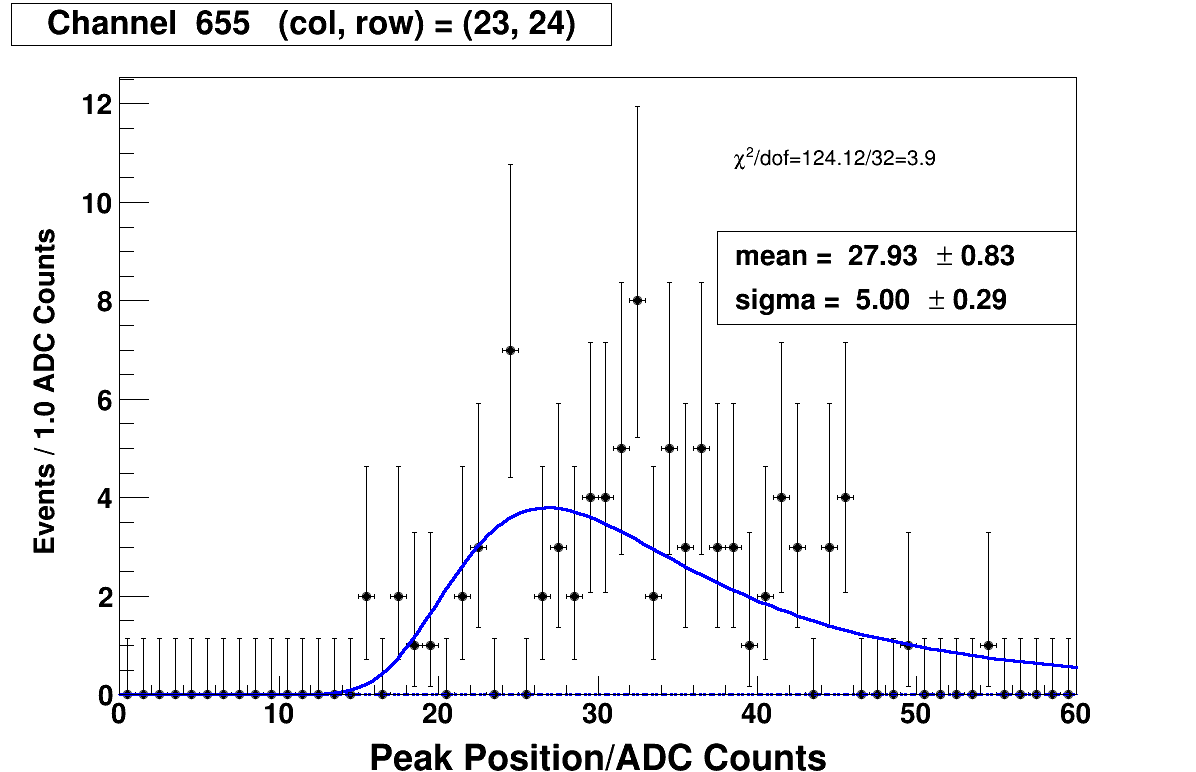 Channel 655 (col, row) = (23, 24)
12
10
8
6
4
2
0
Events / 1.0 ADC Counts
χ²/dof=124.12/32=3.9
mean = 27.93 ± 0.83
sigma = 5.00 ± 0.29
0 10 20 30 40 50 60
Peak Position/ADC Counts